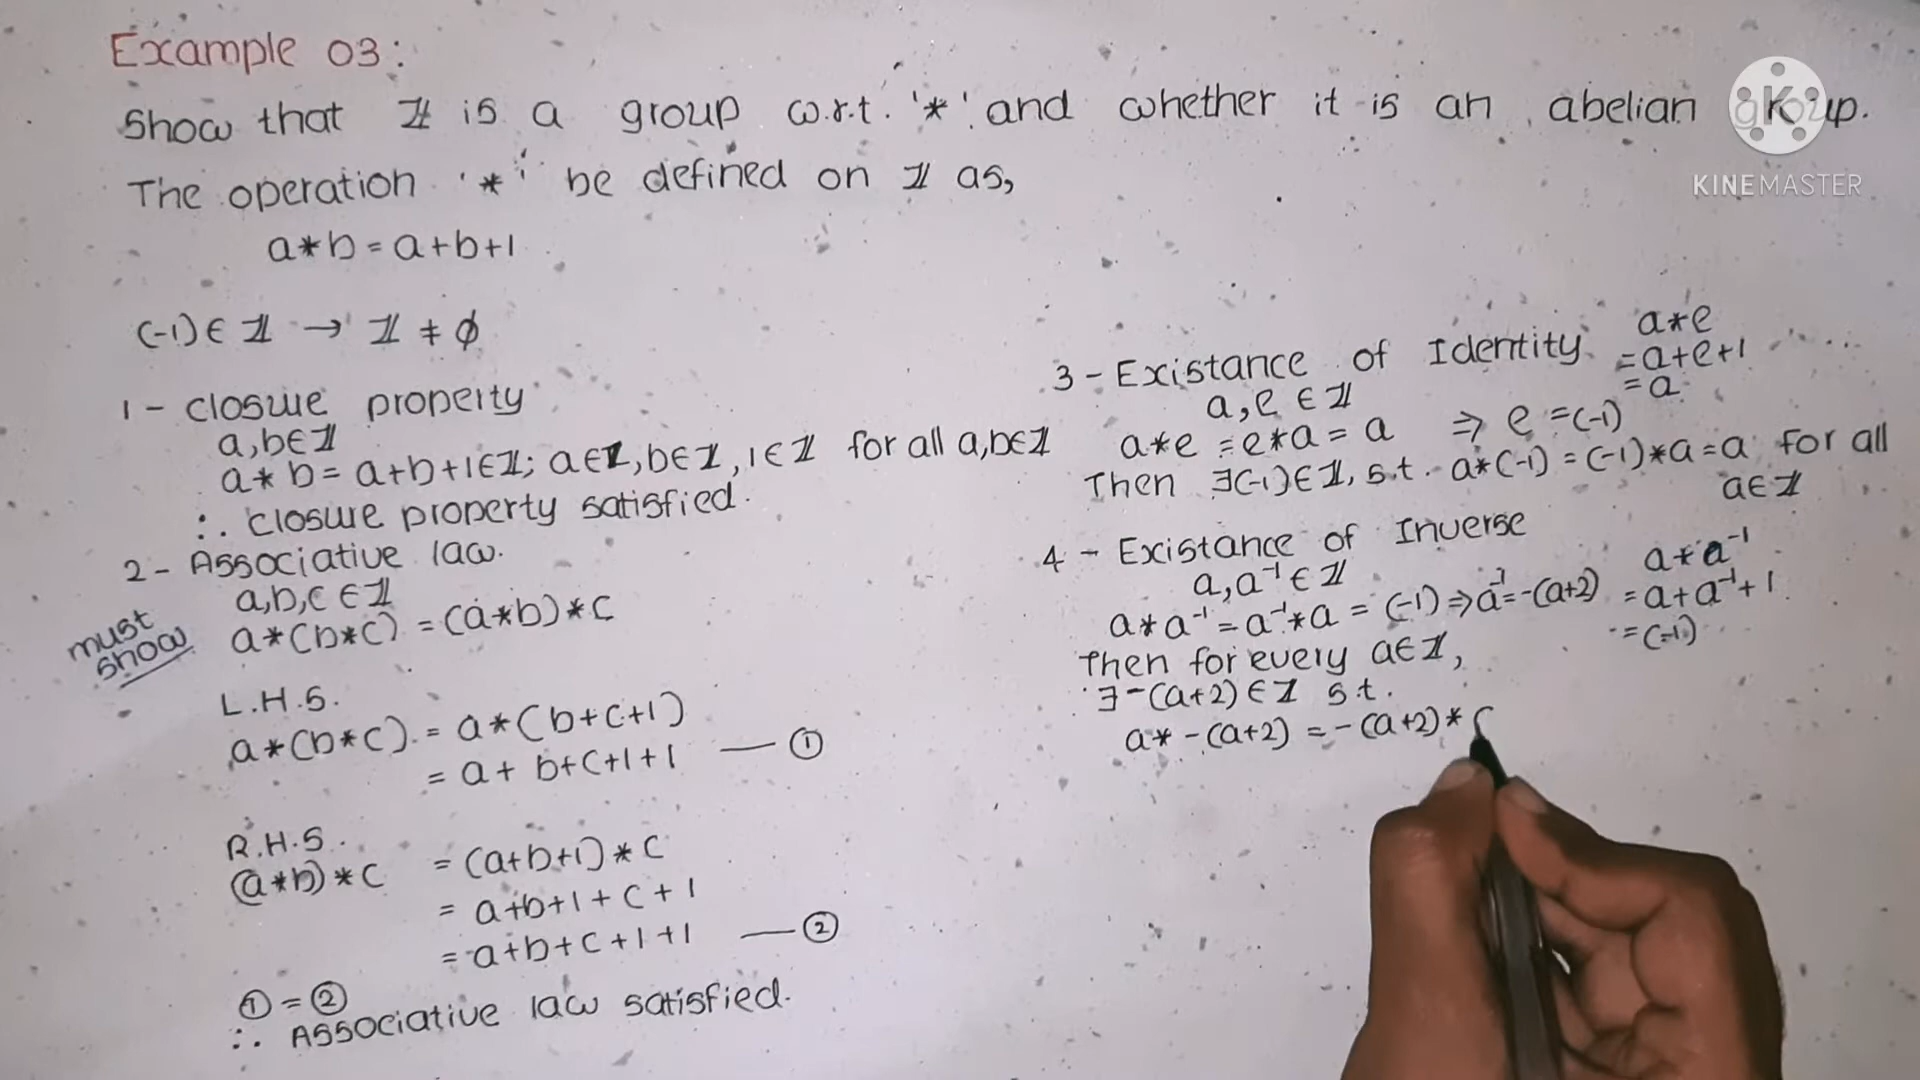 Example 03:
Show that ℤ is a group w.r.t. '*' and whether it is an abelian group.
The operation '*' be defined on ℤ as,
a*b = a+b+1
(-1) ∈ ℤ → ℤ ≠ ϕ
1 - closure property
a,b∈ℤ
a*b = a+b+1∈ℤ; a∈ℤ, b∈ℤ, 1∈ℤ for all a,b∈ℤ
∴ closure property satisfied.
2 - Associative law.
a,b,c ∈ℤ
must show
a*(b*c) = (a*b)*c
L.H.S.
a*(b*c) = a*(b+c+1)
= a+ b+c+1+1 — ①
R.H.S.
(a*b)*c = (a+b+1)*c
= a+b+1+c+1
= a+b+c+1+1 — ②
① = ②
∴ Associative law satisfied.
3 - Existance of Identity
a,e ∈ℤ
a*e = e*a = a ⇒ e = (-1)
a*e
= a+e+1
= a
Then ∃(-1)∈ℤ, s.t. a*(-1) = (-1)*a = a for all
a∈ℤ
4 - Existance of Inverse
a,a⁻¹ ∈ℤ
a*a⁻¹ = a⁻¹*a = (-1) ⇒ a⁻¹ = -(a+2)
a*a⁻¹
= a+a⁻¹+1
= (-1)
Then for every a∈ℤ,
∃ -(a+2) ∈ℤ s.t.
a* -(a+2) = -(a+2)*
K
KINEMASTER